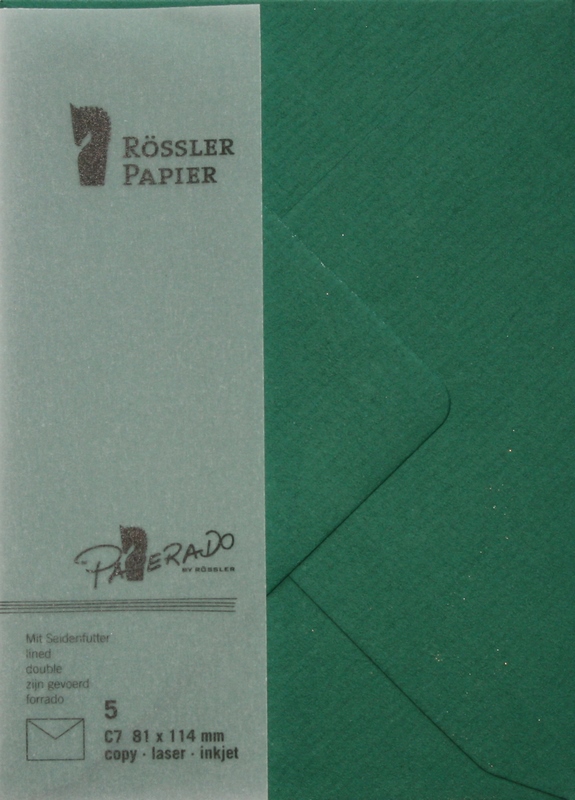 RÖSSLER
PAPIER
PAPERADO
BY RÖSSLER
Mit Seidenfutter
lined
double
zijn gevoerd
forrado
5
C7 81 x 114 mm
copy · laser · inkjet